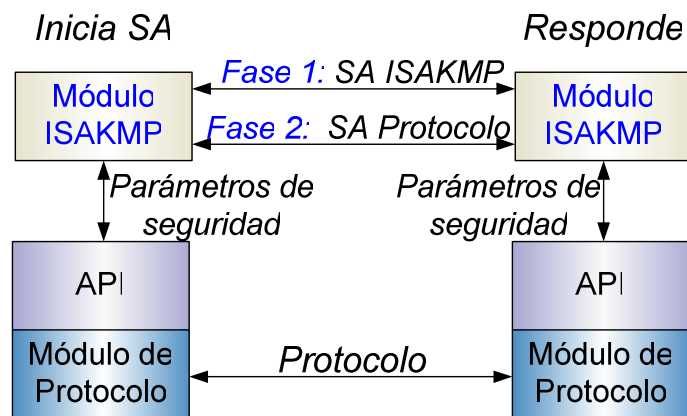 Inicia SA
Responde
Fase 1: SA ISAKMP
Módulo
ISAKMP
Módulo
ISAKMP
Fase 2: SA Protocolo
Parámetros de
seguridad
Parámetros de
seguridad
API
API
Protocolo
Módulo de
Protocolo
Módulo de
Protocolo